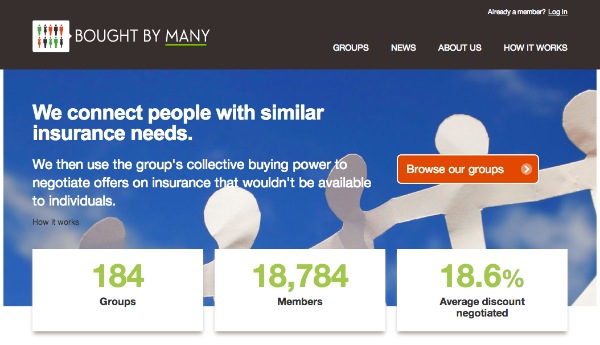 Already a member? Log in
BOUGHT BY MANY
GROUPS NEWS ABOUT US HOW IT WORKS
We connect people with similar
insurance needs.
We then use the group's collective buying power to
negotiate offers on insurance that wouldn't be available
to individuals.
Browse our groups
How it works
184
Groups
18,784
Members
18.6%
Average discount
negotiated